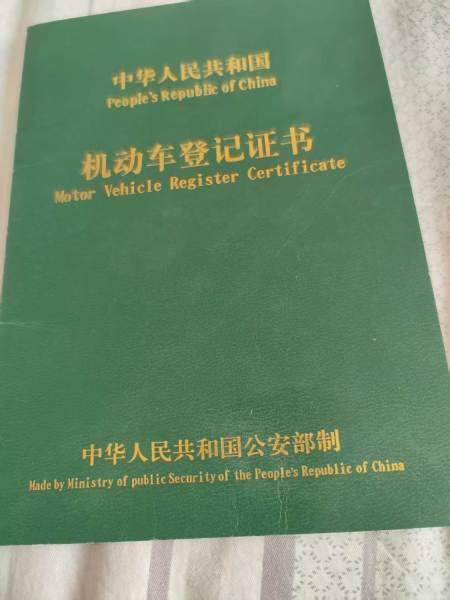 中华人民共和国
People's Republic of China
机动车登记证书
Motor Vehicle Register Certificate
中华人民共和国公安部制
Made by Ministry of public Security of the People's Republic of China